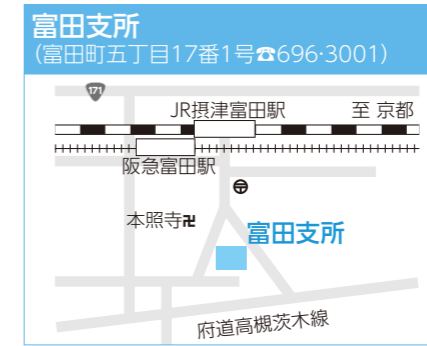 富田支所
(富田町五丁目17番1号☎696·3001)
171
JR摂津富田駅
至 京都
阪急富田駅
本照寺卍
富田支所
府道高槻茨木線